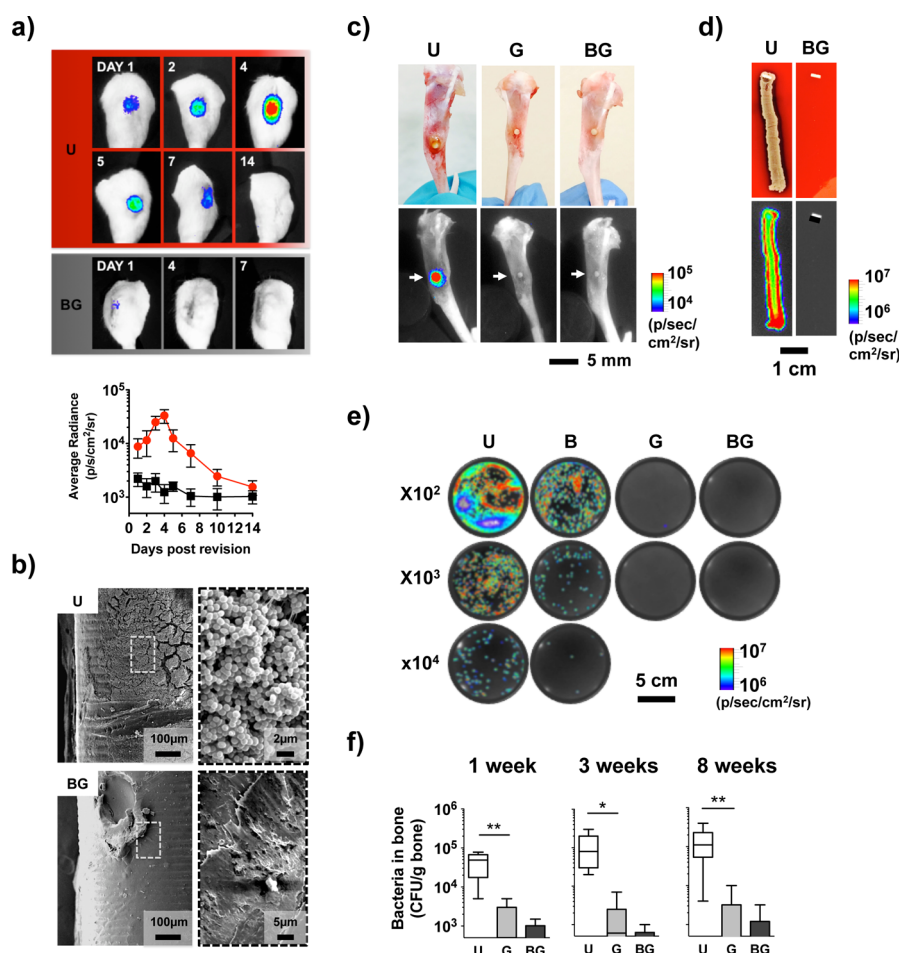 a)
DAY 1
2
4
U
5
7
14
DAY 1
4
7
BG
Average Radiance
(p/s/cm²/sr)
10⁵
10⁴
10³
0 2 4 6 8 10 12 14
Days post revision
b)
U
100µm
2µm
BG
100µm
5µm
c)
U G BG
10⁵
10⁴
(p/sec/
cm²/sr)
5 mm
d)
U BG
10⁷
10⁶
(p/sec/
cm²/sr)
1 cm
e)
U B G BG
X10²
X10³
x10⁴
5 cm
10⁷
10⁶
(p/sec/cm²/sr)
f)
1 week 3 weeks 8 weeks
Bacteria in bone
(CFU/g bone)
10⁶
10⁵
10⁴
10³
**
U G BG
*
U G BG
10⁶
10⁵
10⁴
10³
**
U G BG